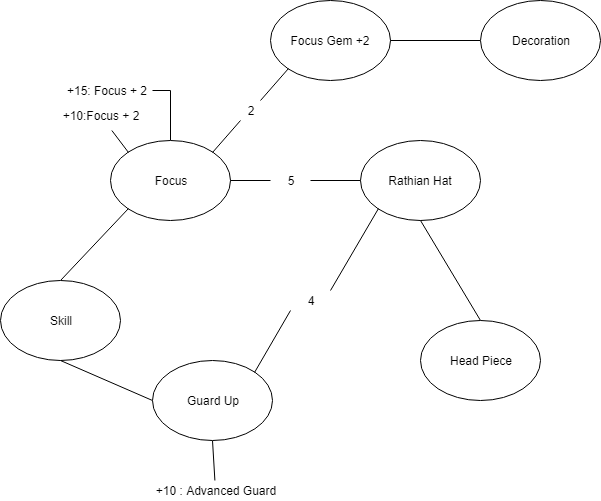 Focus Gem +2
Decoration
+15: Focus + 2
+10:Focus + 2
2
Focus
5
Rathian Hat
4
Skill
Head Piece
Guard Up
+10 : Advanced Guard